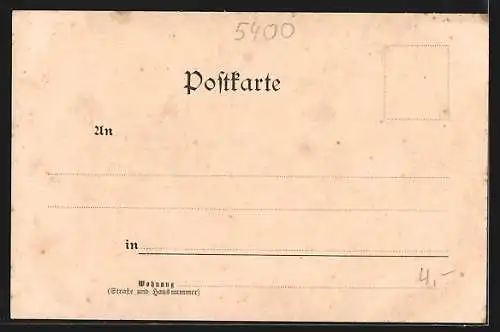 5400
Postkarte
An
in
Wohnung
(Straße und Hausnummer)
4,-